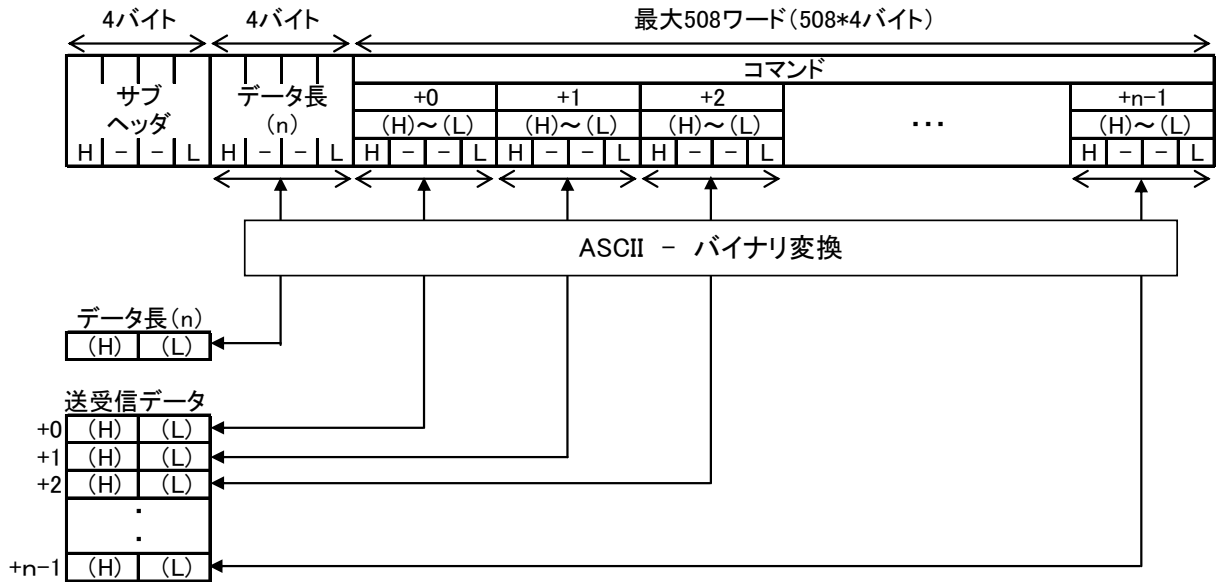 4バイト 4バイト 最大508ワード(508*4バイト)
コマンド
サブ
ヘッダ
データ長
(n)
+0 +1 +2 +n-1
(H)~(L) (H)~(L) (H)~(L) ・・・ (H)~(L)
H - - L H - - L H - - L H - - L H - - L H - - L
ASCII - バイナリ変換
データ長(n)
(H) (L)
送受信データ
+0 (H) (L)
+1 (H) (L)
+2 (H) (L)
・
・
+n-1 (H) (L)